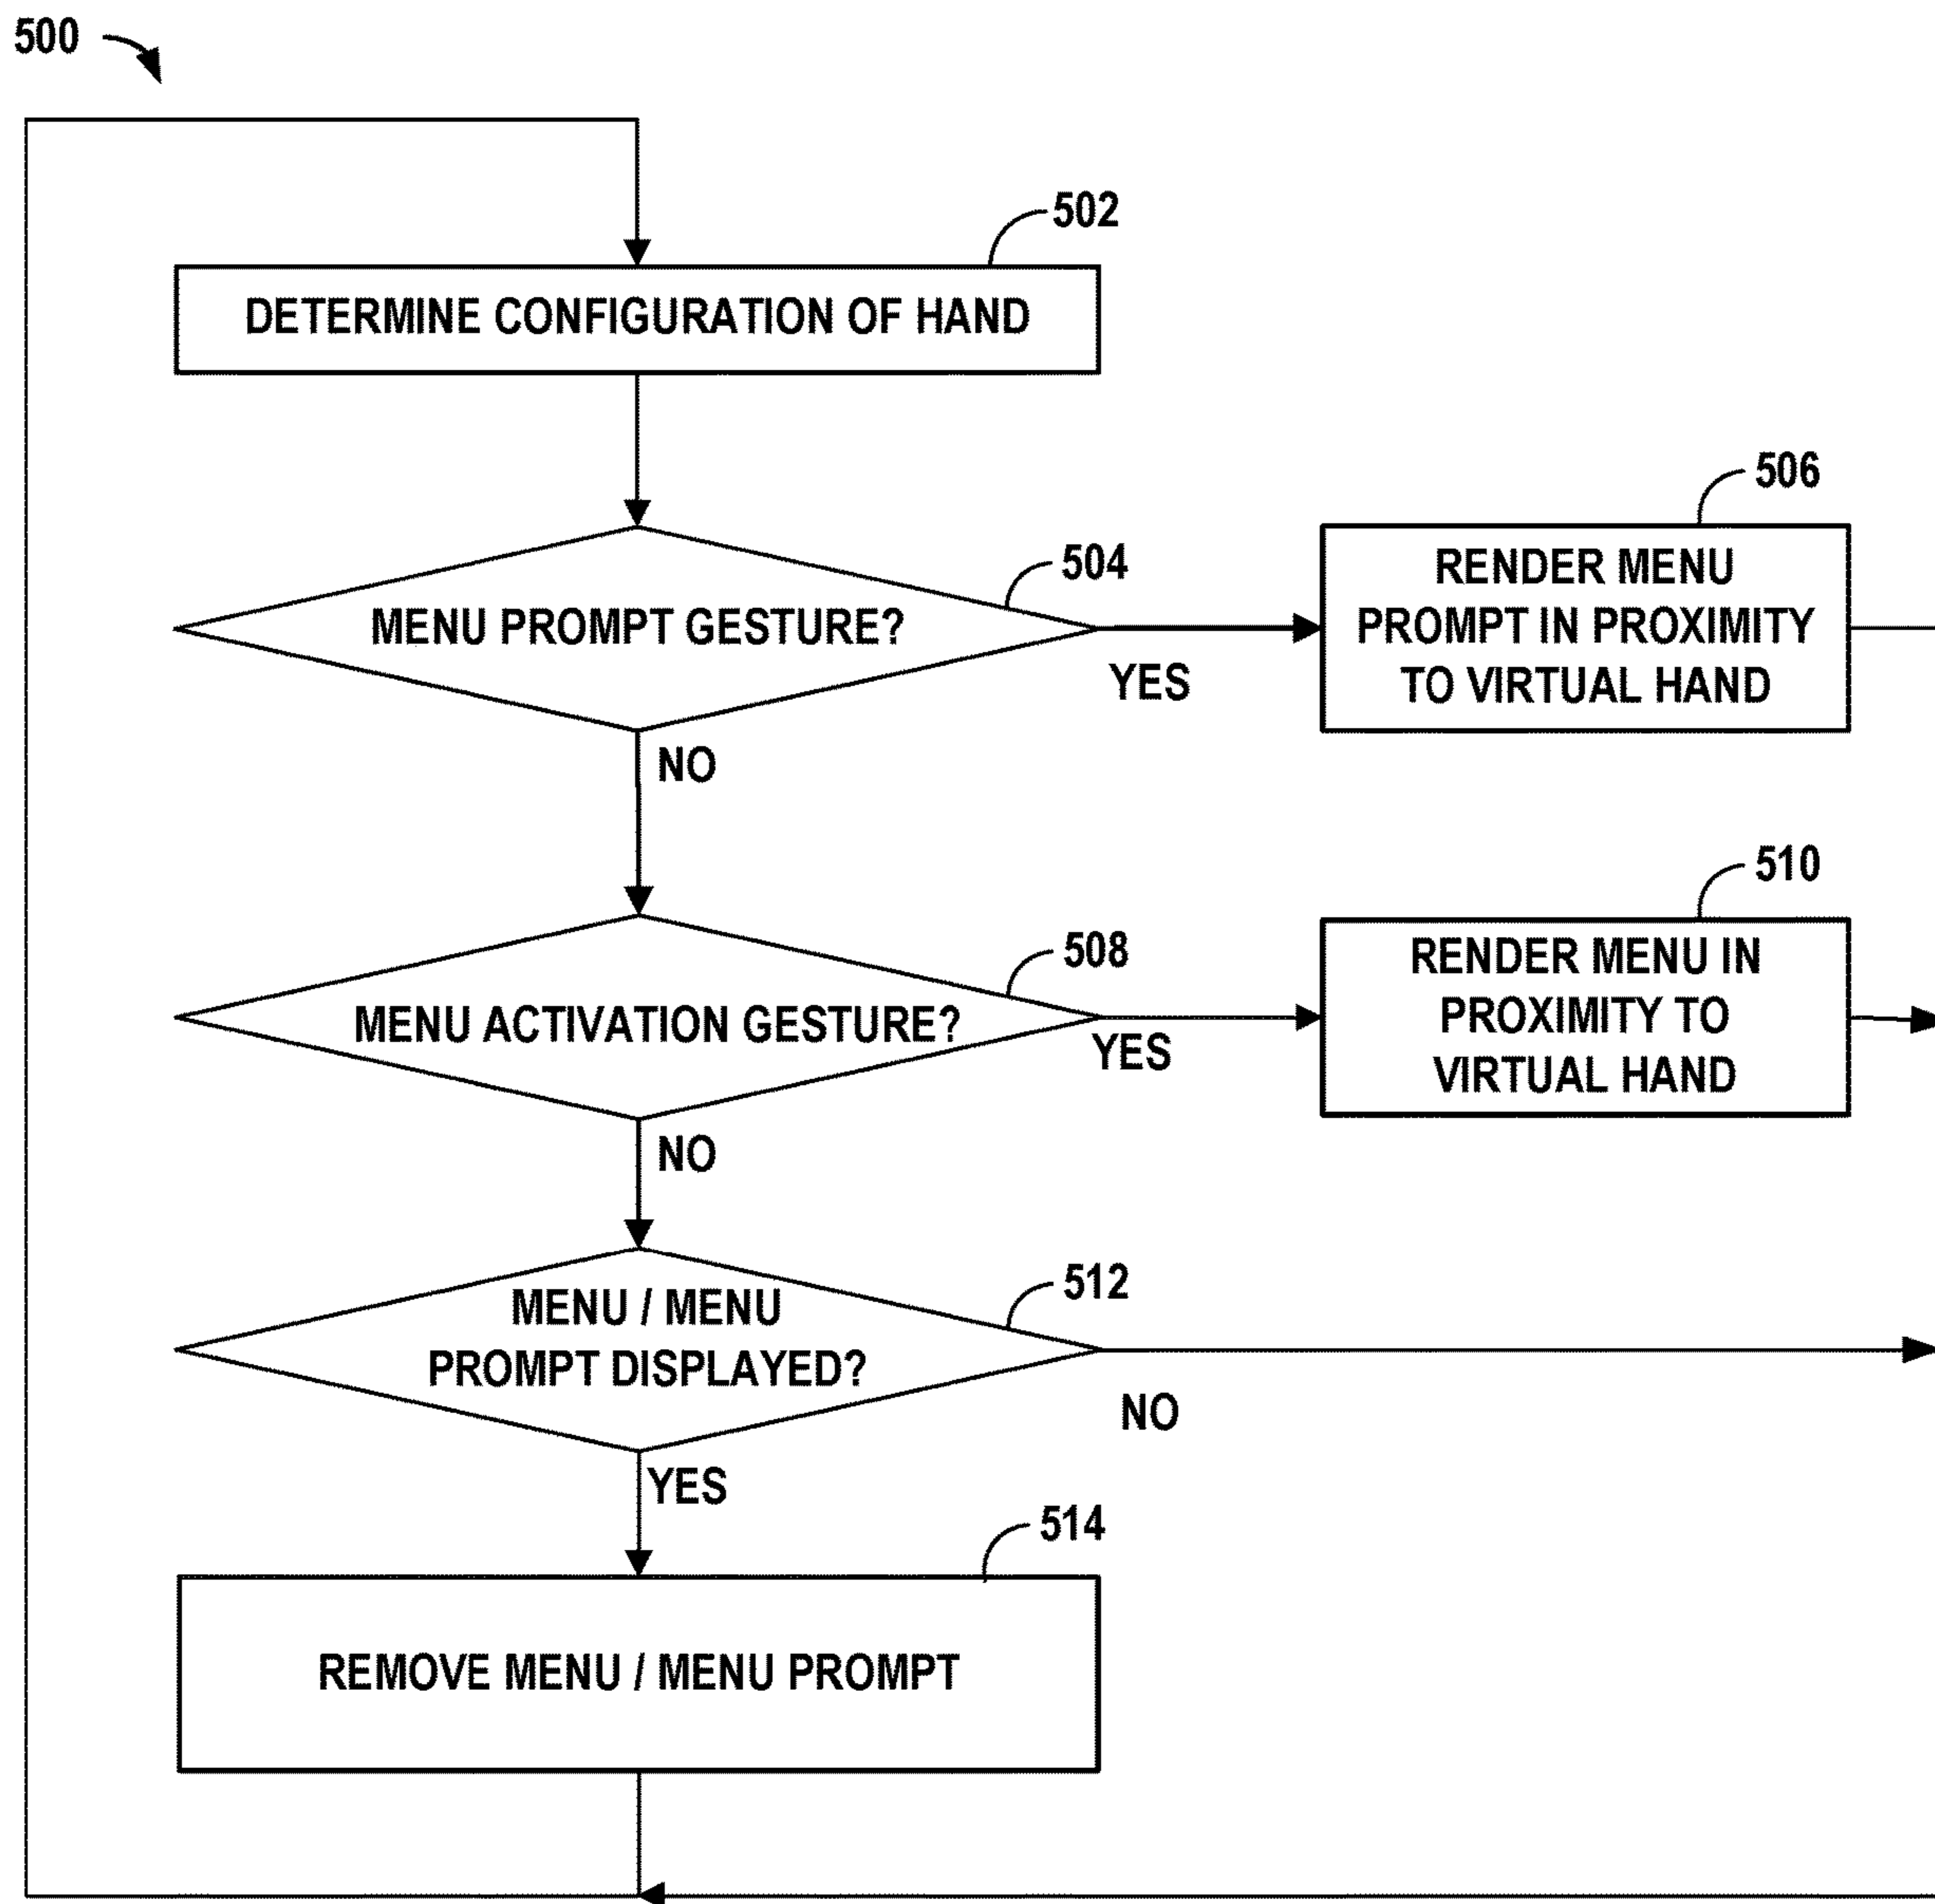 500
502
DETERMINE CONFIGURATION OF HAND
504
MENU PROMPT GESTURE?
YES
NO
506
RENDER MENU
PROMPT IN PROXIMITY
TO VIRTUAL HAND
508
MENU ACTIVATION GESTURE?
YES
NO
510
RENDER MENU IN
PROXIMITY TO
VIRTUAL HAND
512
MENU / MENU
PROMPT DISPLAYED?
NO
YES
514
REMOVE MENU / MENU PROMPT